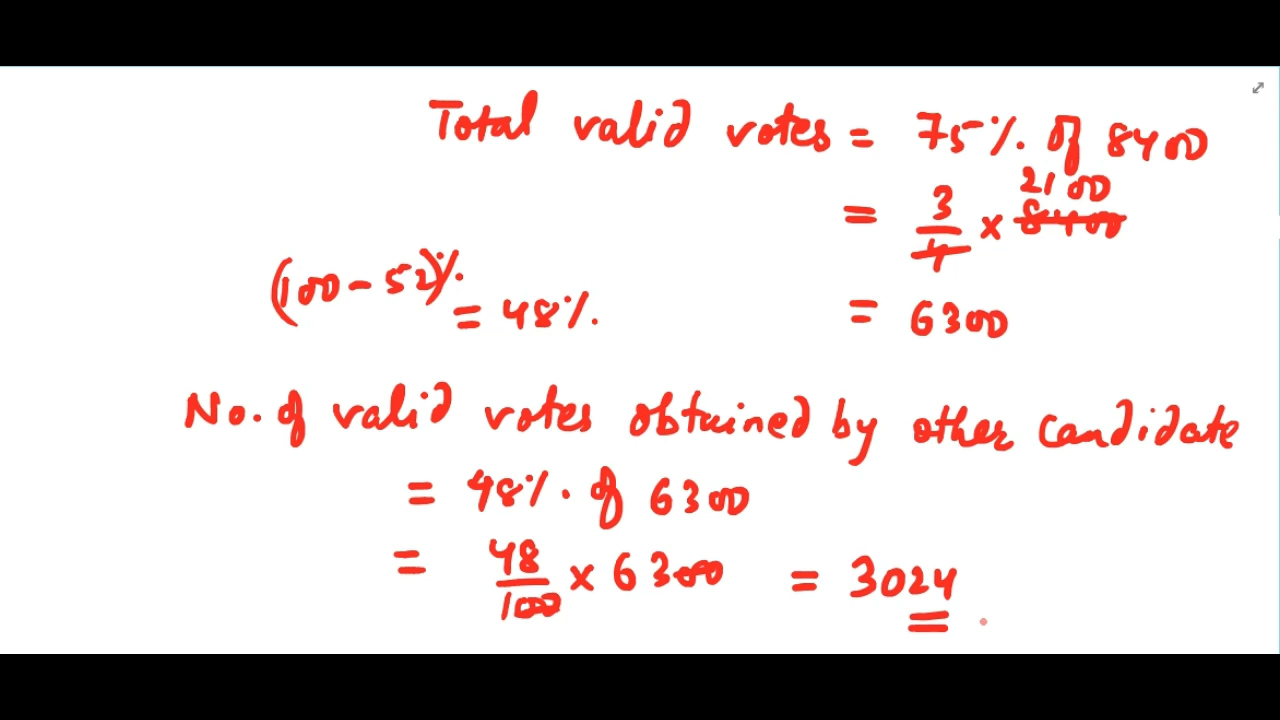 Total valid votes = 75% of 8400
2100
= 3/4 × 8400
(100 - 52)%
= 48%.
= 6300
No. of valid votes obtained by other candidate
= 48% of 6300
= 48/100 × 6300 = 3024